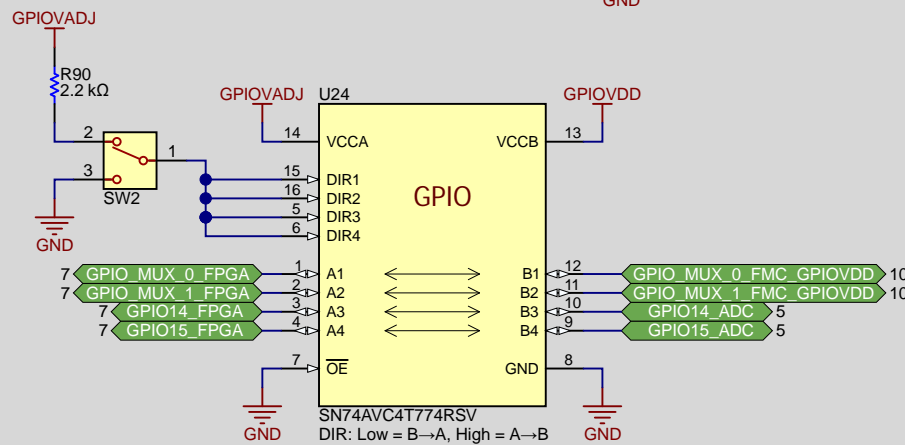 GND
GPIOVADJ
R90
2.2 kΩ
2
3
1
SW2
GND
U24
GPIOVADJ
GPIOVDD
14 VCCA
VCCB 13
15 DIR1
16 DIR2
5 DIR3
6 DIR4
GPIO
7 GPIO_MUX_0_FPGA 1 A1
B1 12 GPIO_MUX_0_FMC_GPIOVDD 10
7 GPIO_MUX_1_FPGA 2 A2
B2 11 GPIO_MUX_1_FMC_GPIOVDD 10
7 GPIO14_FPGA 3 A3
B3 10 GPIO14_ADC 5
7 GPIO15_FPGA 4 A4
B4 9 GPIO15_ADC 5
7 OE
GND 8
GND
GND
SN74AVC4T774RSV
DIR: Low = B→A, High = A→B